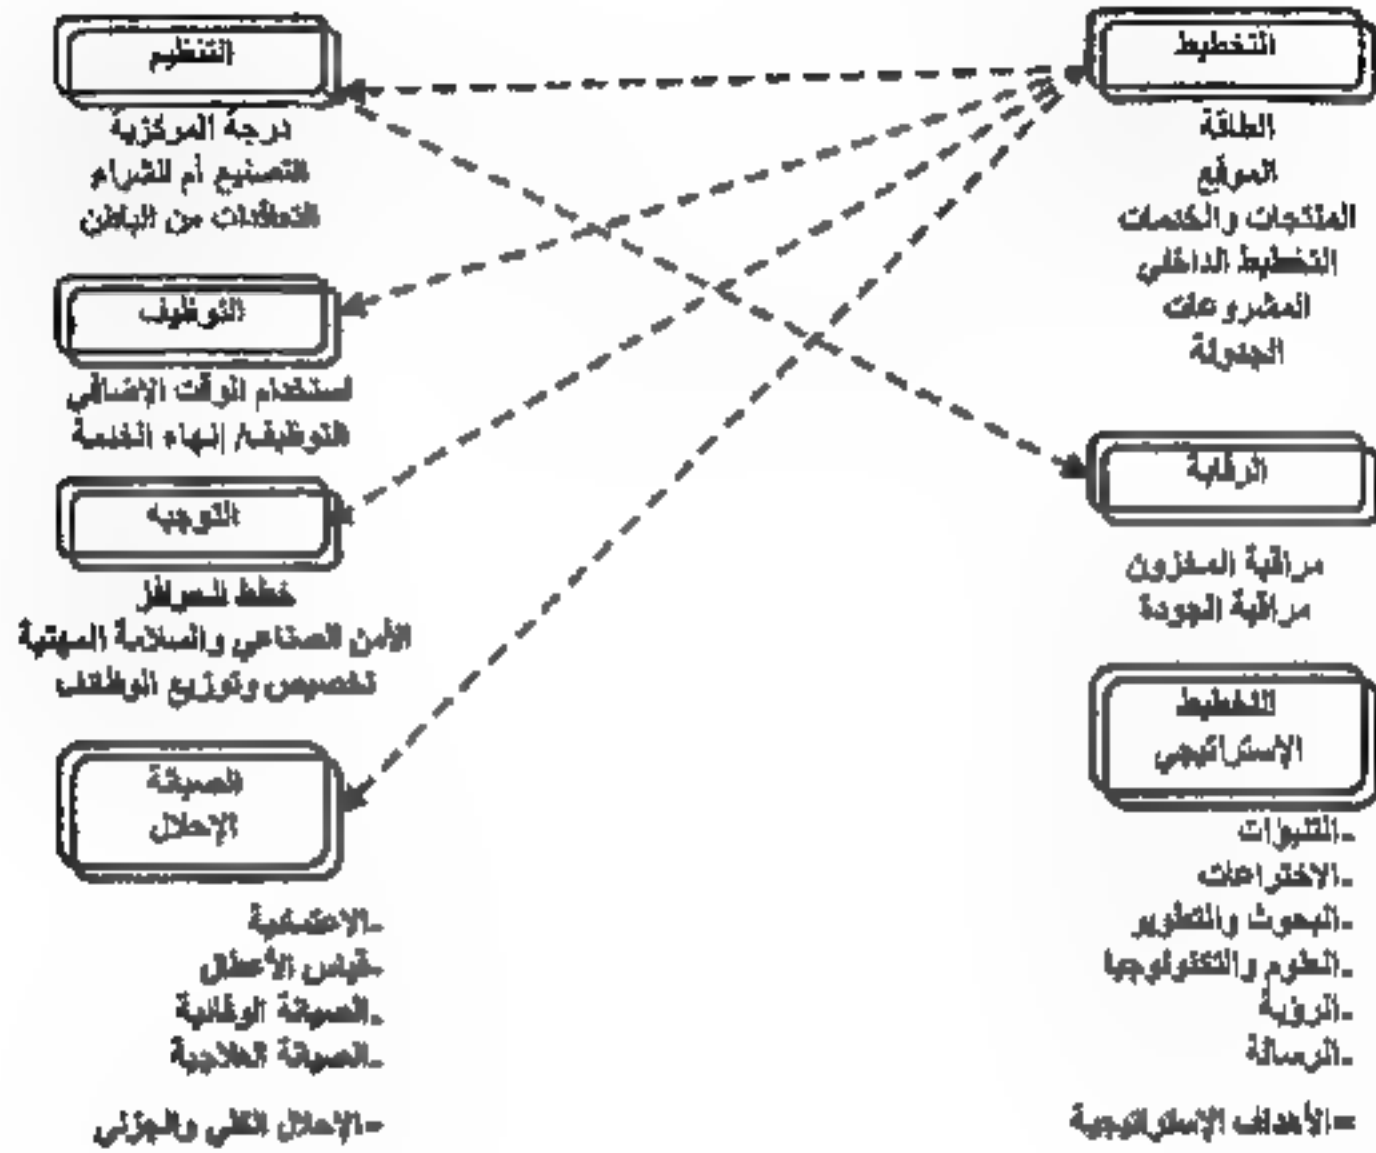 التخطيط
الطاقة
الموقع
المنتجات والخدمات
التخطيط الداخلي
المشروعات
الجدولة
الرقابة
مراقبة المخزون
مراقبة الجودة
التخطيط
الإستراتيجي
-التنبؤات
-الاختراعات
-البحوث والتطوير
-العلوم والتكنولوجيا
-الرؤية
-الرسالة
-الأهداف الإستراتيجية
التنظيم
درجة المركزية
التصنيع أم الشراء
التعاقدات من الباطن
التوظيف
استخدام الوقت الإضافي
التوظيف/ إنهاء الخدمة
التوجيه
خطط الحوافز
الأمن الصناعي والسلامة المهنية
تخصيص وتوزيع الوظائف
الصيانة
الإحلال
-الاعتمادية
-قياس الأعطال
-الصيانة الوقائية
-الصيانة العلاجية
-الإحلال الكلي والجزئي